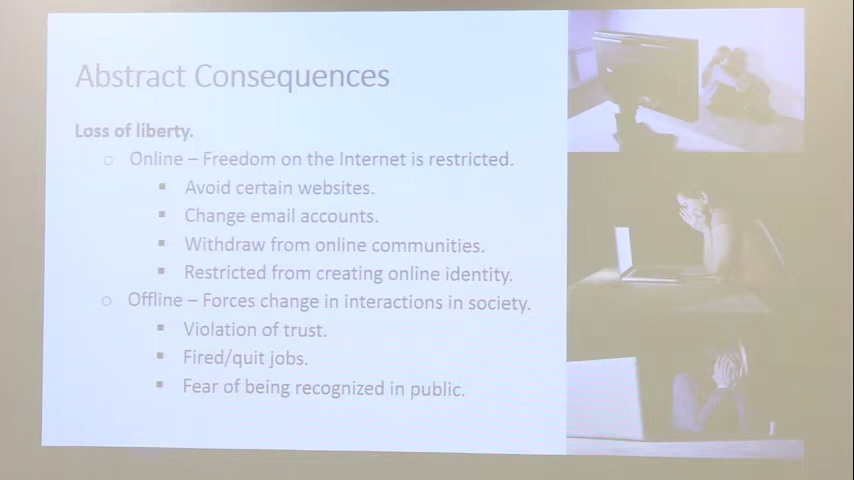 Abstract Consequences
Loss of liberty.
Online – Freedom on the Internet is restricted.
Avoid certain websites.
Change email accounts.
Withdraw from online communities.
Restricted from creating online identity.
Offline – Forces change in interactions in society.
Violation of trust.
Fired/quit jobs.
Fear of being recognized in public.